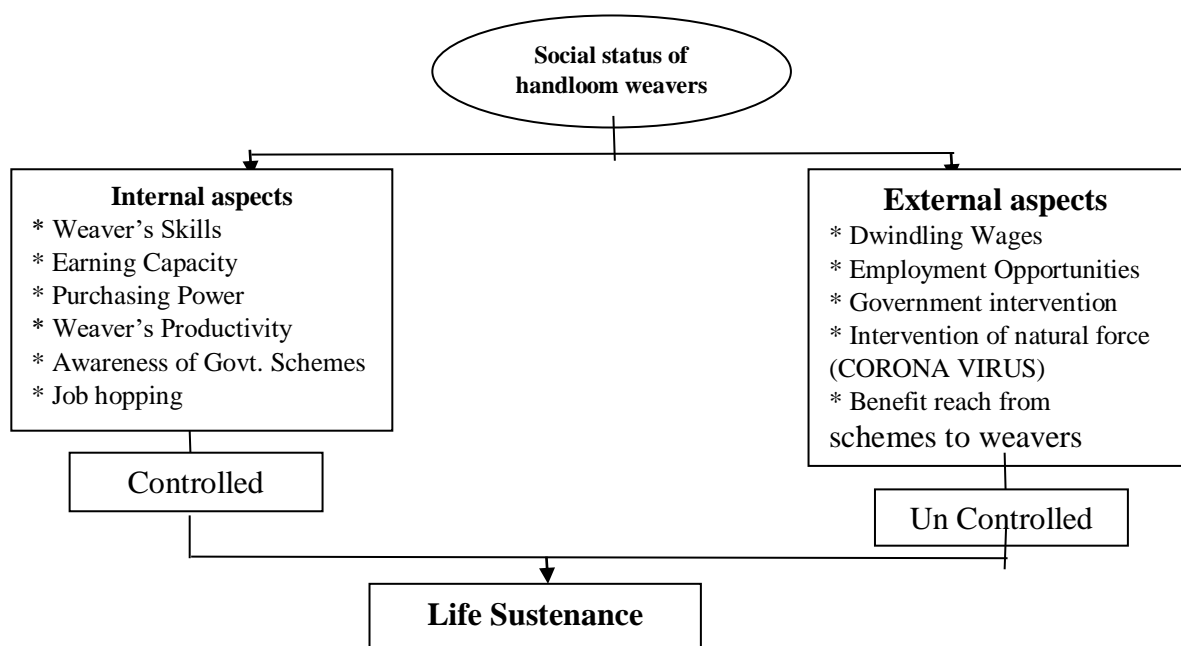 Social status of
handloom weavers
Internal aspects
* Weaver’s Skills
* Earning Capacity
* Purchasing Power
* Weaver’s Productivity
* Awareness of Govt. Schemes
* Job hopping
Controlled
External aspects
* Dwindling Wages
* Employment Opportunities
* Government intervention
* Intervention of natural force
(CORONA VIRUS)
* Benefit reach from
schemes to weavers
Un Controlled
Life Sustenance